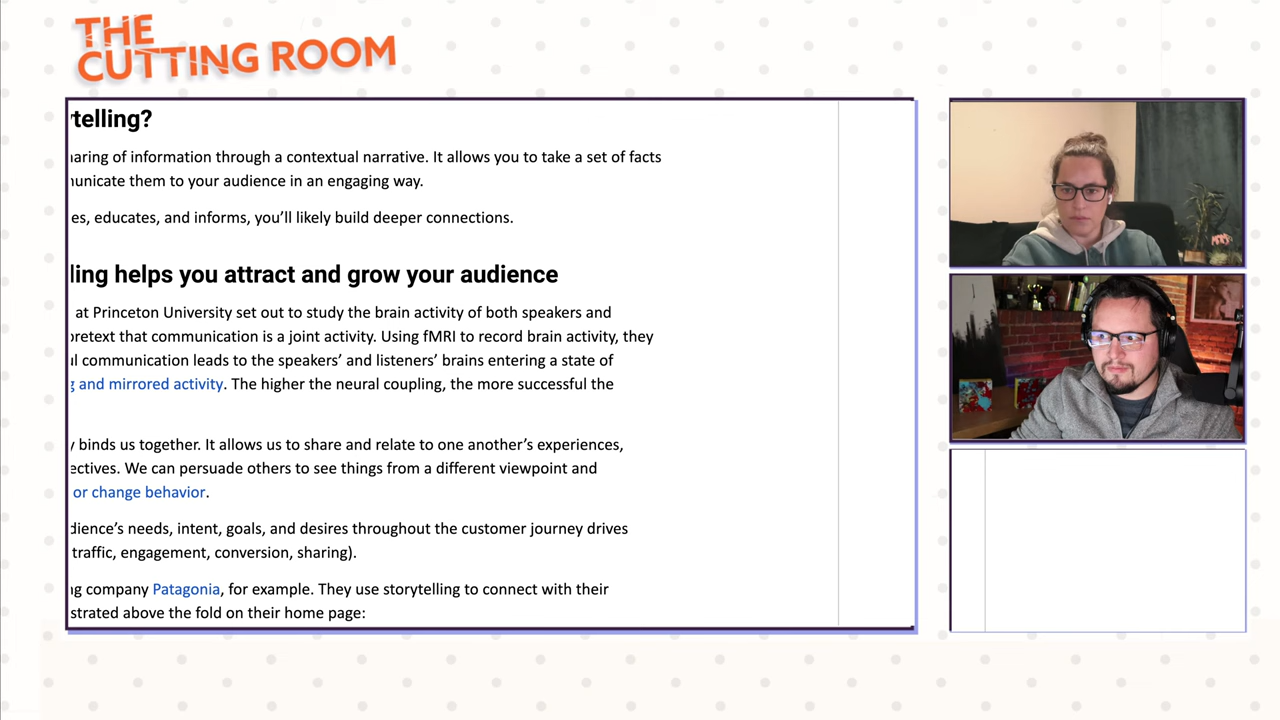 THE
CUTTING ROOM
telling?
haring of information through a contextual narrative. It allows you to take a set of facts
unicate them to your audience in an engaging way.
es, educates, and informs, you’ll likely build deeper connections.
ling helps you attract and grow your audience
at Princeton University set out to study the brain activity of both speakers and
pretext that communication is a joint activity. Using fMRI to record brain activity, they
ul communication leads to the speakers’ and listeners’ brains entering a state of
g and mirrored activity. The higher the neural coupling, the more successful the
y binds us together. It allows us to share and relate to one another’s experiences,
ectives. We can persuade others to see things from a different viewpoint and
or change behavior.
dience’s needs, intent, goals, and desires throughout the customer journey drives
traffic, engagement, conversion, sharing).
ng company Patagonia, for example. They use storytelling to connect with their
strated above the fold on their home page: